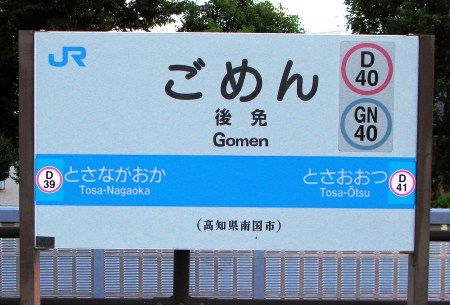 JR
ごめん
後免
Gomen
D
40
GN
40
D
39
とさながおか
Tosa-Nagaoka
とさおおつ
Tosa-Ōtsu
D
41
(高知県南国市)